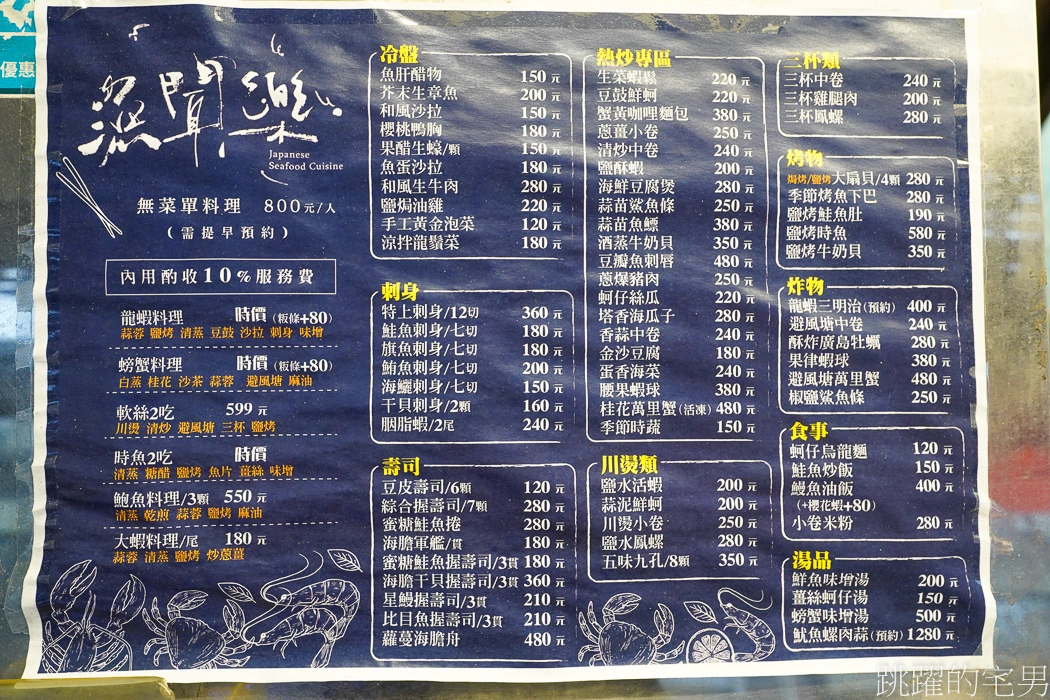 優惠
漁聞樂
Japanese
Seafood Cuisine
無菜單料理 800元/人
(需提早預約)
內用酌收10%服務費
龍蝦料理 時價(粄條+80)
蒜蓉 鹽烤 清蒸 豆鼓 沙拉 刺身 味增
螃蟹料理 時價(粄條+80)
白蒸 桂花 沙茶 蒜蓉 避風塘 麻油
軟絲2吃 599元
川燙 清炒 避風塘 三杯 鹽烤
時魚2吃 時價
清蒸 糖醋 鹽烤 魚片 薑絲 味增
鮑魚料理/3顆 550元
清蒸 乾煎 蒜蓉 鹽烤 麻油
大蝦料理/尾 180元
蒜蓉 清蒸 鹽烤 炒蔥薑
冷盤
魚肝醋物 150元
芥末生章魚 200元
和風沙拉 150元
櫻桃鴨胸 180元
果醋生蠔/顆 150元
魚蛋沙拉 180元
和風生牛肉 280元
鹽焗油雞 220元
手工黃金泡菜 120元
涼拌龍鬚菜 180元
刺身
特上刺身/12切 360元
鮭魚刺身/七切 180元
旗魚刺身/七切 180元
鮪魚刺身/七切 200元
海鱺刺身/七切 150元
干貝刺身/2顆 160元
胭脂蝦/2尾 240元
壽司
豆皮壽司/6顆 120元
綜合握壽司/7顆 280元
蜜糖鮭魚捲 280元
海膽軍艦/貫 180元
蜜糖鮭魚握壽司/3貫 180元
海膽干貝握壽司/3貫 360元
星鰻握壽司/3貫 210元
比目魚握壽司/3貫 210元
蘿蔓海膽舟 480元
熱炒專區
生菜蝦鬆 220元
豆鼓鮮蚵 220元
蟹黃咖哩麵包 380元
蔥薑小卷 250元
清炒中卷 240元
鹽酥蝦 200元
海鮮豆腐煲 280元
蒜苗鯊魚條 250元
蒜苗魚鰾 380元
酒蒸牛奶貝 350元
豆瓣魚刺唇 480元
蔥爆豬肉 250元
蚵仔絲瓜 220元
塔香海瓜子 280元
香蒜中卷 240元
金沙豆腐 180元
蛋香海菜 240元
腰果蝦球 380元
桂花萬里蟹(活凍) 480元
季節時蔬 150元
川燙類
鹽水活蝦 200元
蒜泥鮮蚵 200元
川燙小卷 250元
鹽水鳳螺 280元
五味九孔/8顆 350元
三杯類
三杯中卷 240元
三杯雞腿肉 200元
三杯鳳螺 280元
烤物
焗烤/鹽烤大扇貝/4顆 280元
季節烤魚下巴 280元
鹽烤鮭魚肚 190元
鹽烤時魚 580元
鹽烤牛奶貝 350元
炸物
龍蝦三明治(預約) 400元
避風塘中卷 240元
酥炸廣島牡蠣 280元
果律蝦球 380元
避風塘萬里蟹 480元
椒鹽鯊魚條 250元
食事
蚵仔烏龍麵 120元
鮭魚炒飯 150元
鰻魚油飯 400元
(+櫻花蝦+80)
小卷米粉 280元
湯品
鮮魚味增湯 200元
薑絲蚵仔湯 150元
螃蟹味增湯 500元
魷魚螺肉蒜(預約) 1280元
跳躍的宅男